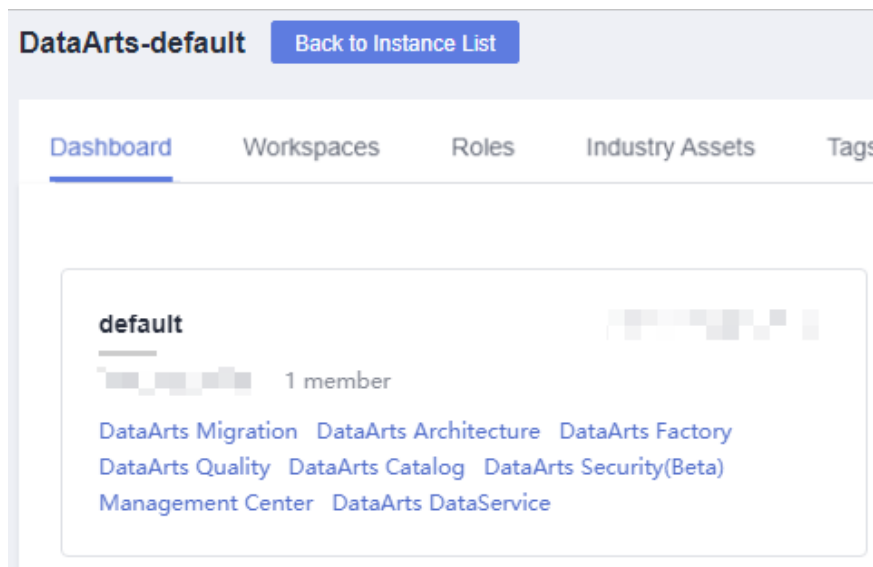 DataArts-default Back to Instance List
Dashboard Workspaces Roles Industry Assets Tags
default
1 member
DataArts Migration DataArts Architecture DataArts Factory
DataArts Quality DataArts Catalog DataArts Security(Beta)
Management Center DataArts DataService